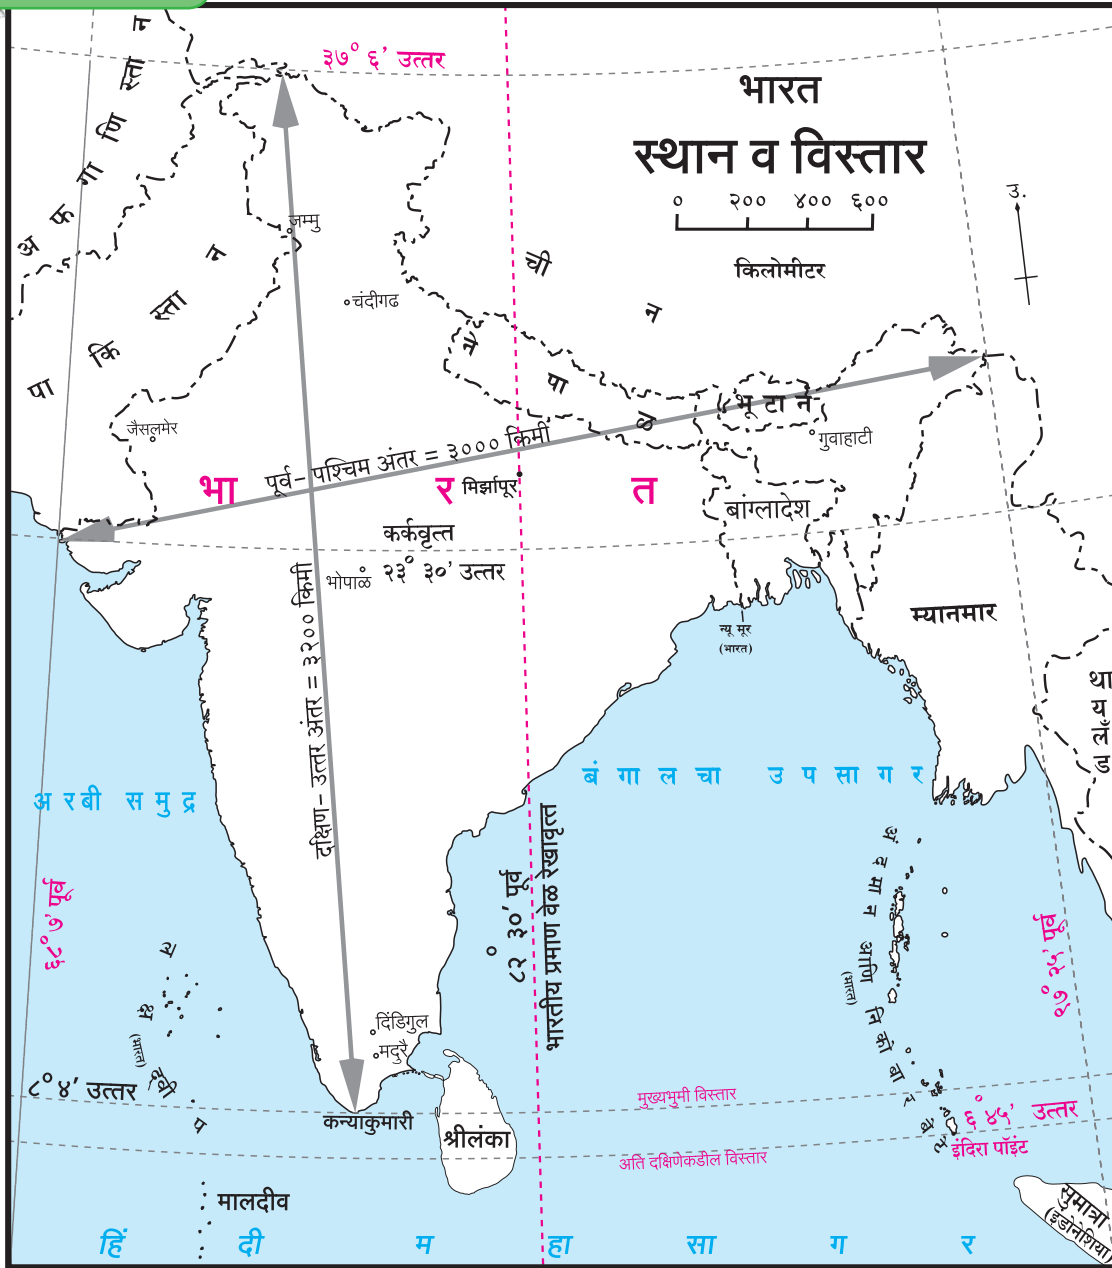 ३७° ६' उत्तर
भारत
स्थान व विस्तार
० २०० ४०० ६००
किलोमीटर
उ.
अफगाणिस्तान
पाकिस्तान
चीन
नेपाळ
भूटान
जम्मू
चंदीगढ
जैसलमेर
गुवाहाटी
पूर्व- पश्चिम अंतर = ३००० किमी
भारत
मिर्झापूर
बांग्लादेश
कर्कवृत्त
२३° ३०' उत्तर
भोपाळ
दक्षिण- उत्तर अंतर = ३२०० किमी
म्यानमार
न्यू मूर
(भारत)
थायलँड
बंगालचा उपसागर
अरबी समुद्र
६८° ७' पूर्व
८२° ३०' पूर्व
भारतीय प्रमाण वेळ रेखावृत्त
९७° २५' पूर्व
अंदमान आणि निकोबार बेटे
(भारत)
लक्षद्वीप
(भारत)
दिंडिगुल
मदुरै
८° ४' उत्तर
कन्याकुमारी
श्रीलंका
मुख्यभुमी विस्तार
अति दक्षिणेकडील विस्तार
६° ४५' उत्तर
इंदिरा पॉइंट
मालदीव
सुमात्रा
(इंडोनेशिया)
हिंदी महासागर